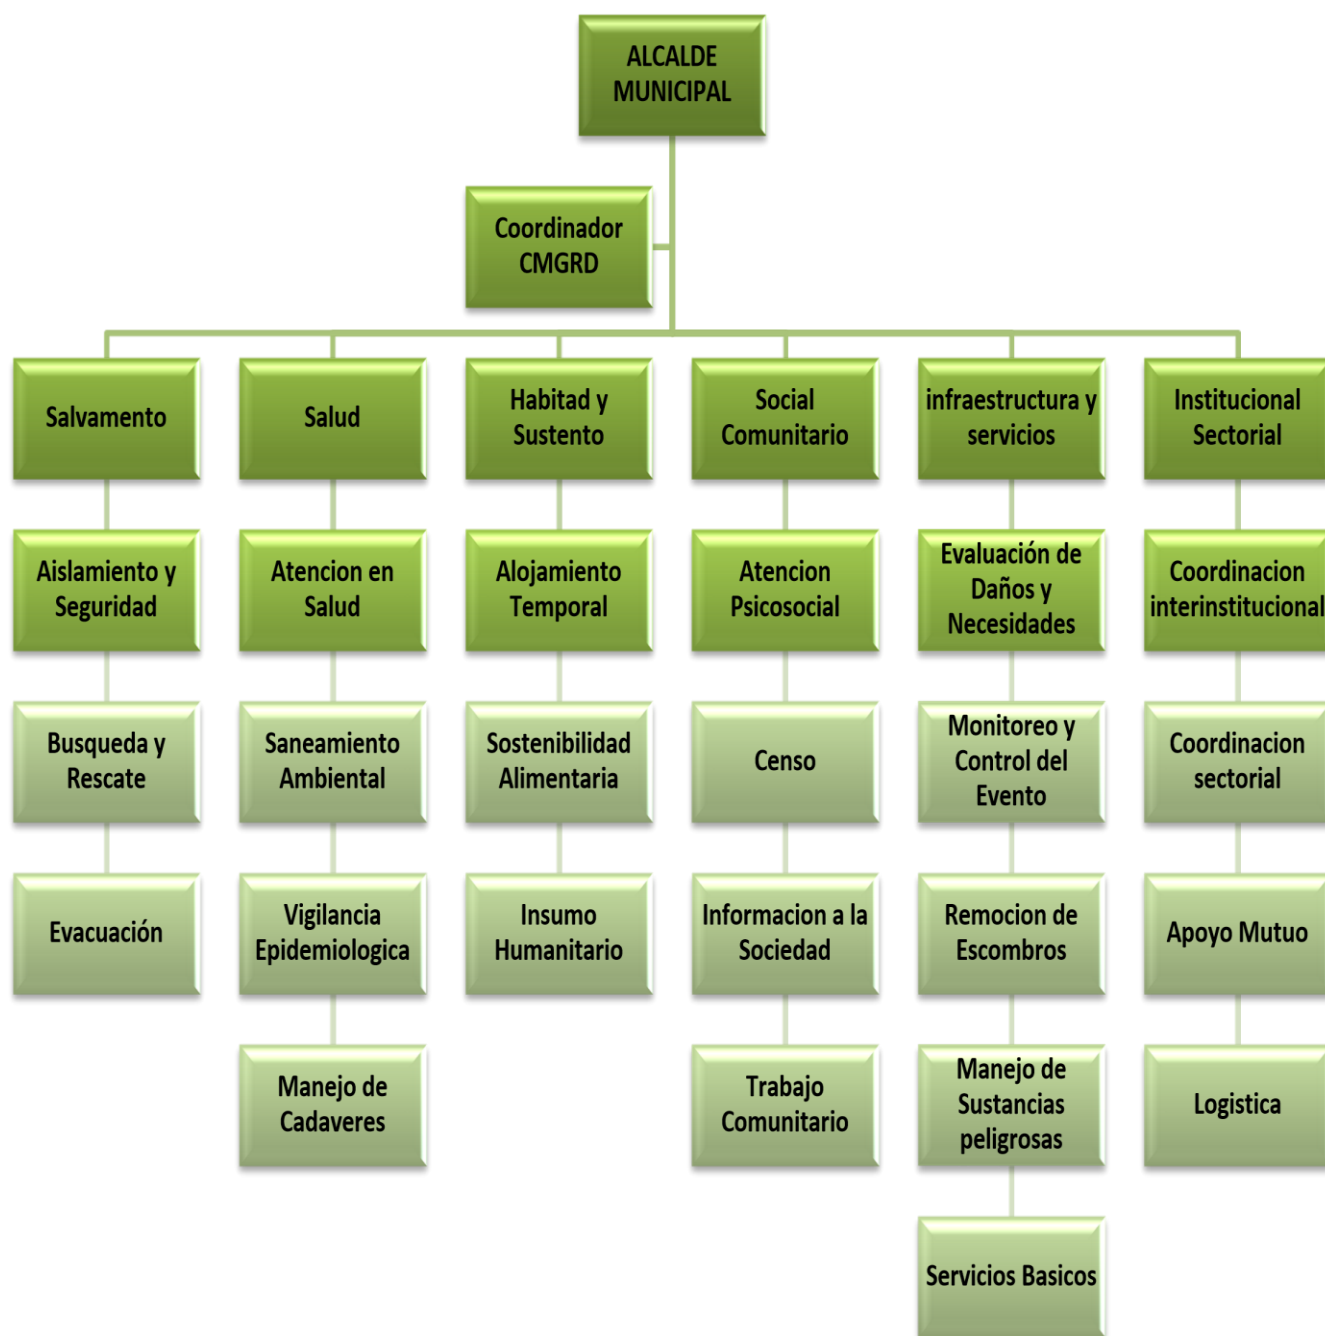 ALCALDE
MUNICIPAL
Coordinador
CMGRD
Salvamento
Salud
Habitad y
Sustento
Social
Comunitario
infraestructura y
servicios
Institucional
Sectorial
Aislamiento y
Seguridad
Atencion en
Salud
Alojamiento
Temporal
Atencion
Psicosocial
Evaluación de
Daños y
Necesidades
Coordinacion
interinstitucional
Busqueda y
Rescate
Saneamiento
Ambiental
Sostenibilidad
Alimentaria
Censo
Monitoreo y
Control del
Evento
Coordinacion
sectorial
Evacuación
Vigilancia
Epidemiologica
Insumo
Humanitario
Informacion a la
Sociedad
Remocion de
Escombros
Apoyo Mutuo
Manejo de
Cadaveres
Trabajo
Comunitario
Manejo de
Sustancias
peligrosas
Logistica
Servicios Basicos